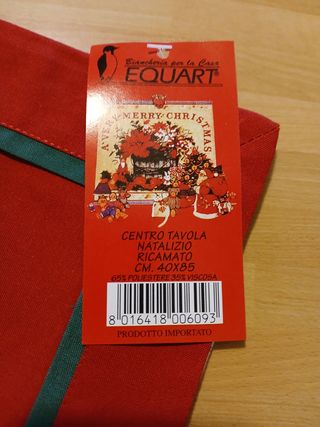 Biancheria per la Casa
EQUART®
A VERY MERRY CHRISTMAS
CENTRO TAVOLA
NATALIZIO
RICAMATO
CM. 40X85
65% POLIESTERE 35% VISCOSA
8 016418 006093
PRODOTTO IMPORTATO